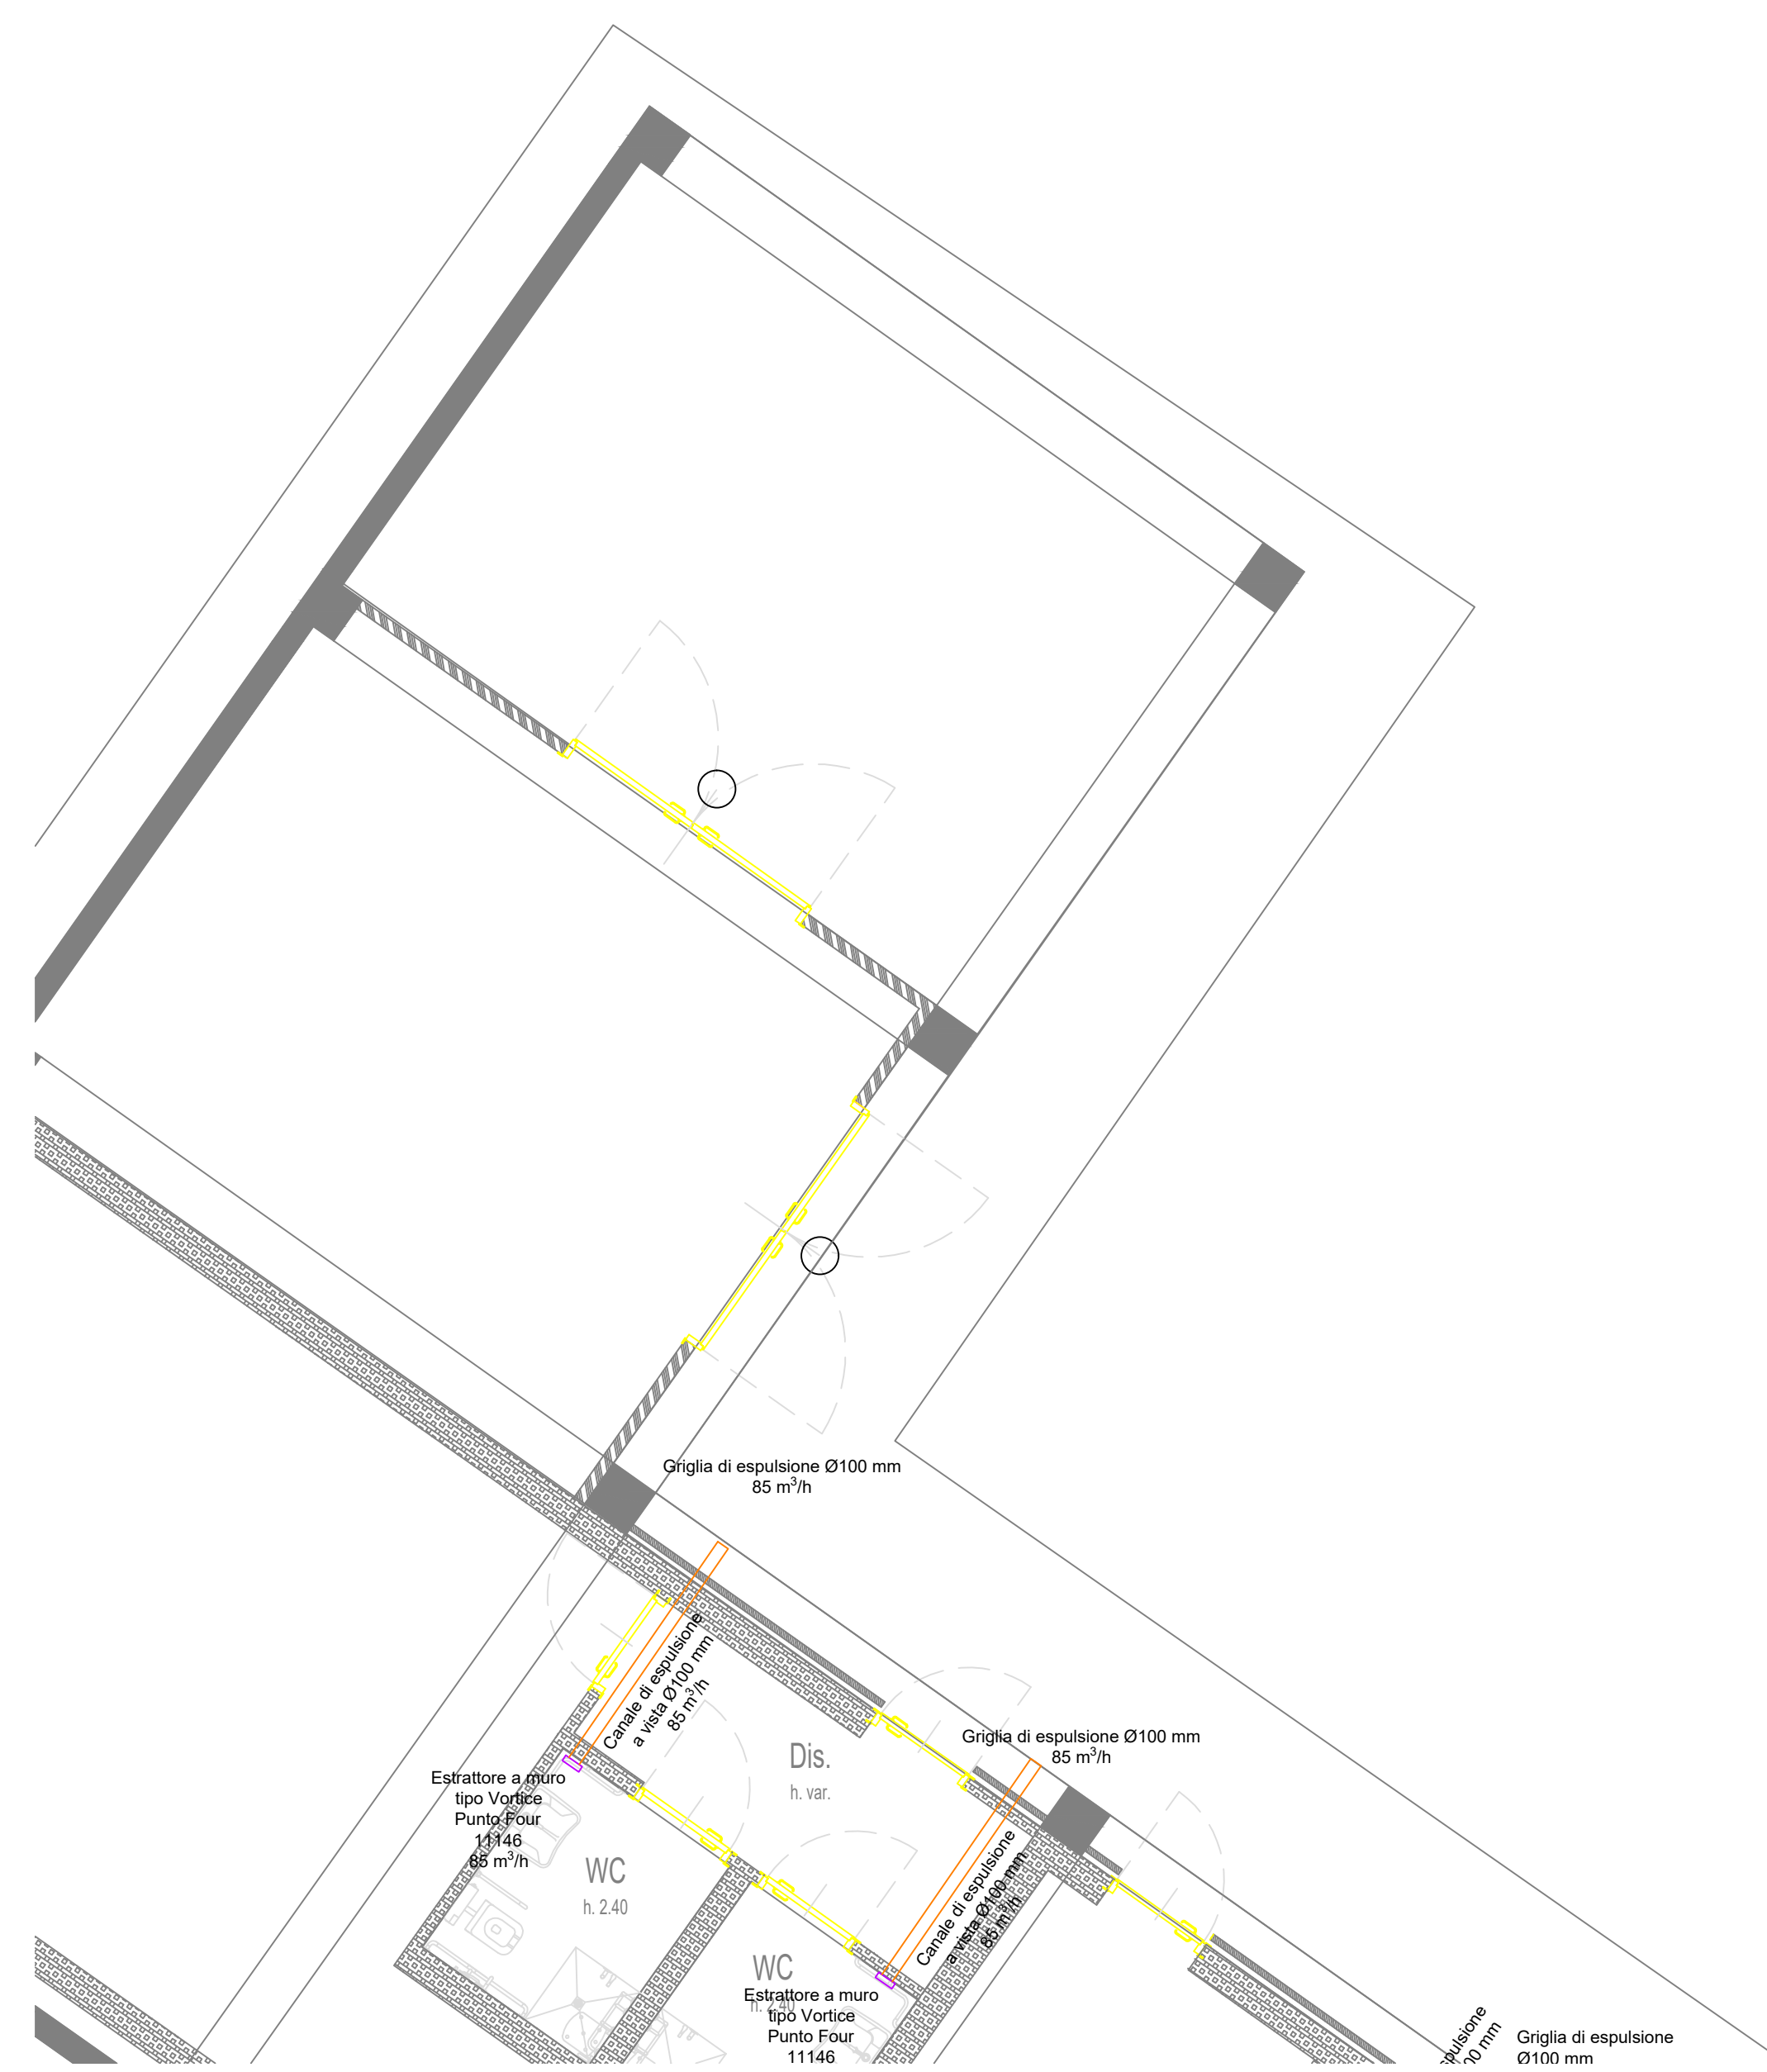 Griglia di espulsione Ø100 mm
85 m³/h
Canale di espulsione
a vista Ø100 mm
85 m³/h
Griglia di espulsione Ø100 mm
85 m³/h
Dis.
h. var.
Estrattore a muro
tipo Vortice
Punto Four
11146
85 m³/h
WC
h. 2.40
Canale di espulsione
a vista Ø100 mm
85 m³/h
WC
h. 2.40
Estrattore a muro
tipo Vortice
Punto Four
11146
Griglia di espulsione
Ø100 mm